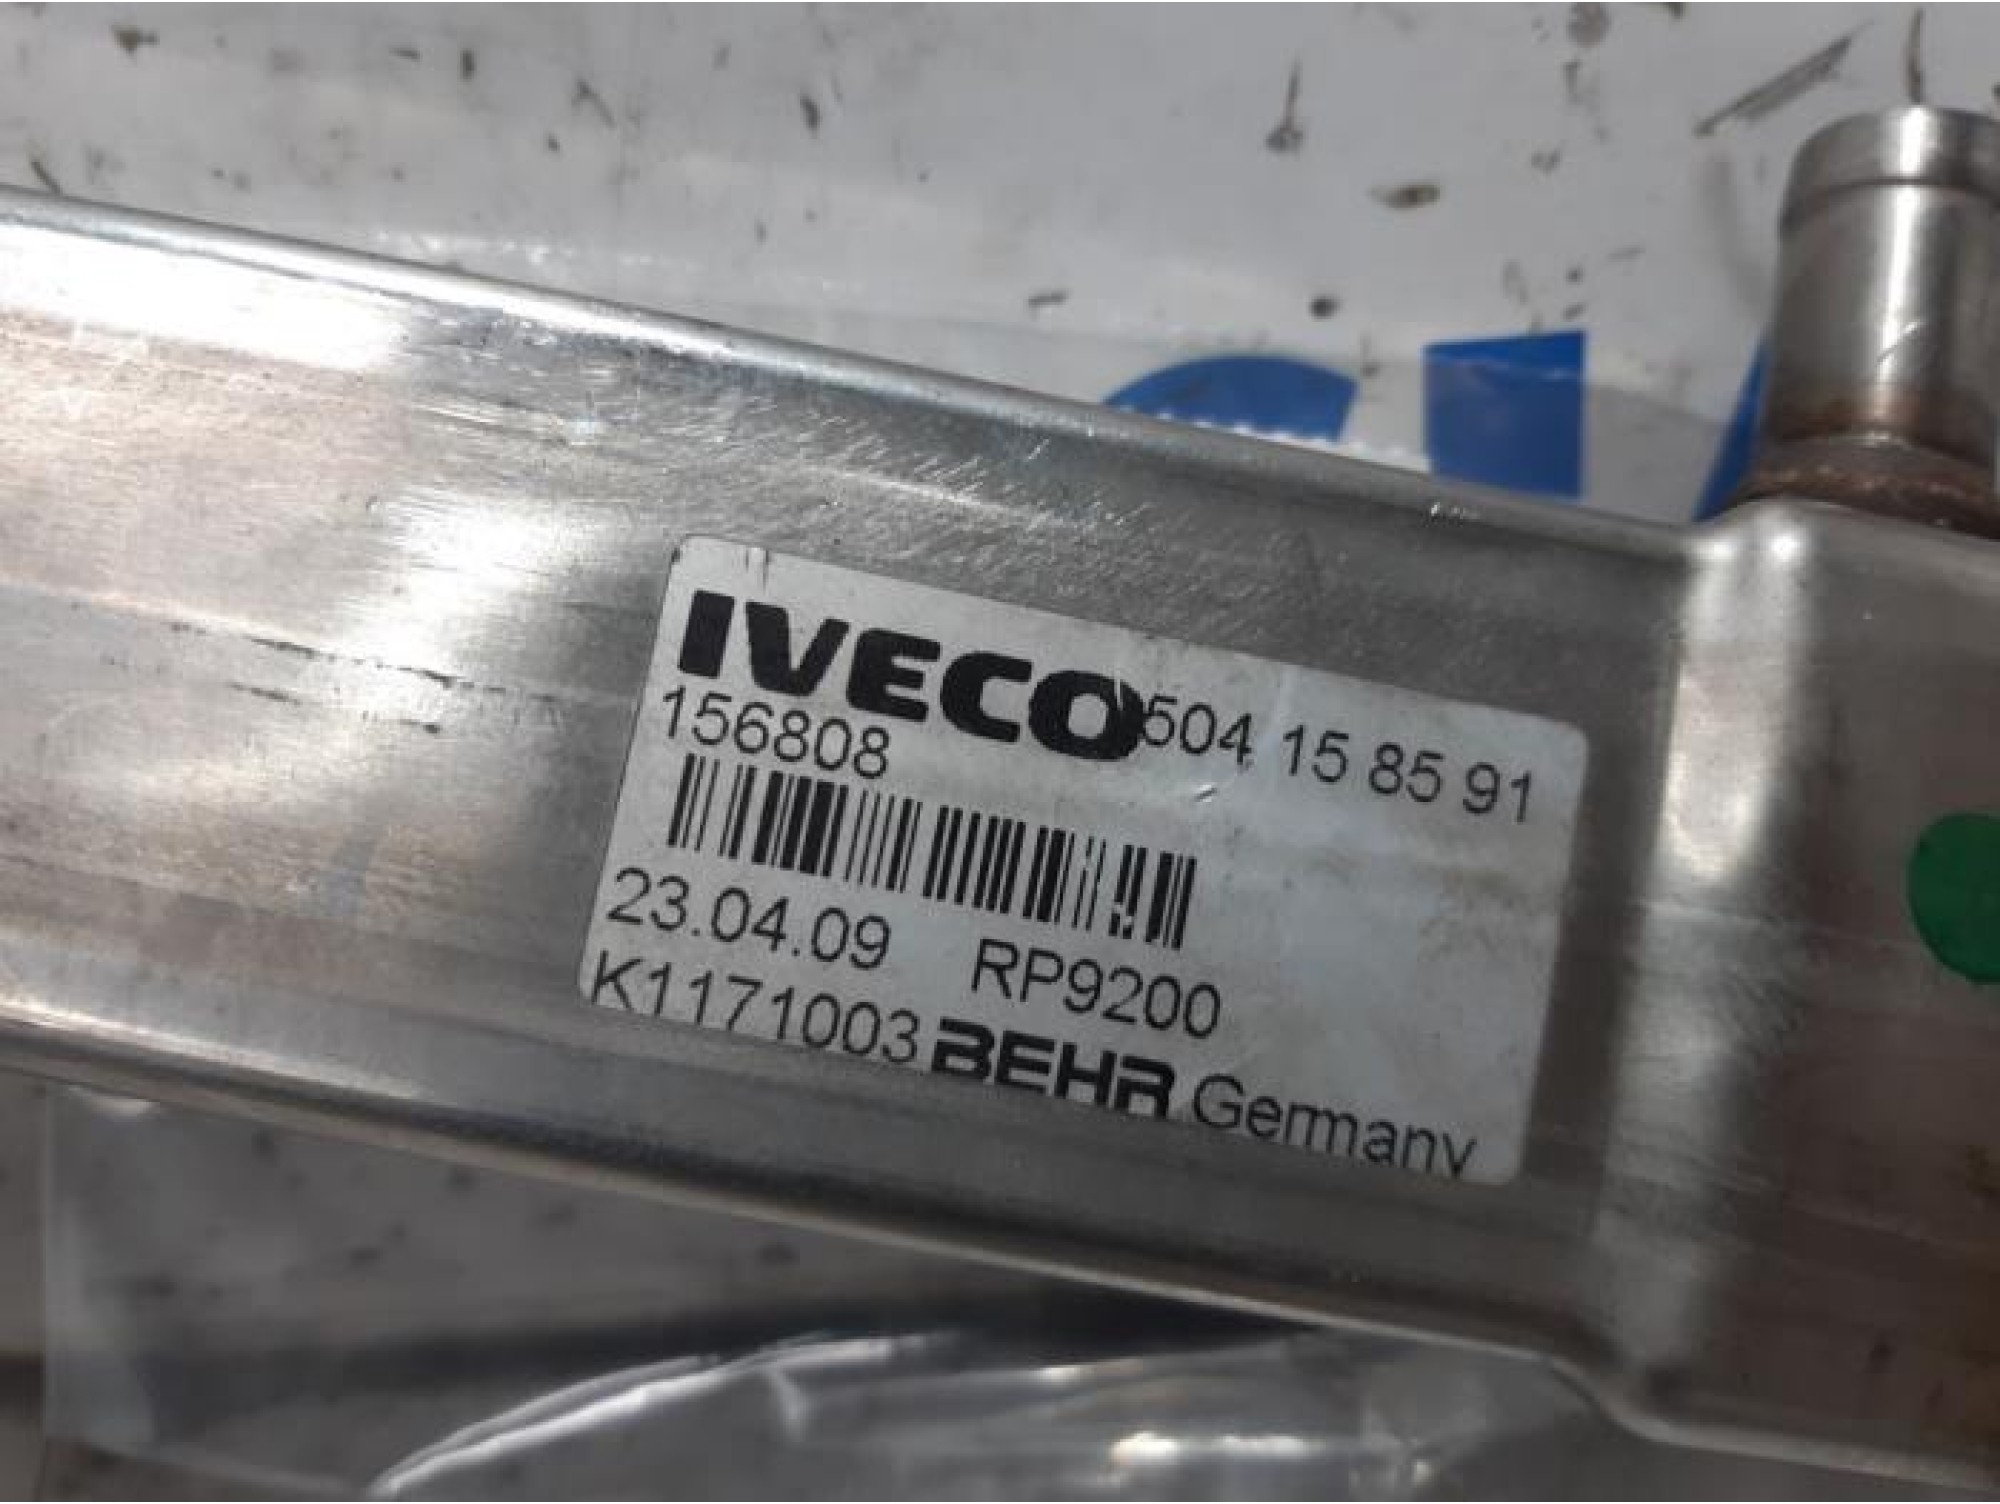 IVECO 504 15 85 91
156808
23.04.09 RP9200
K1171003 BEHR Germany